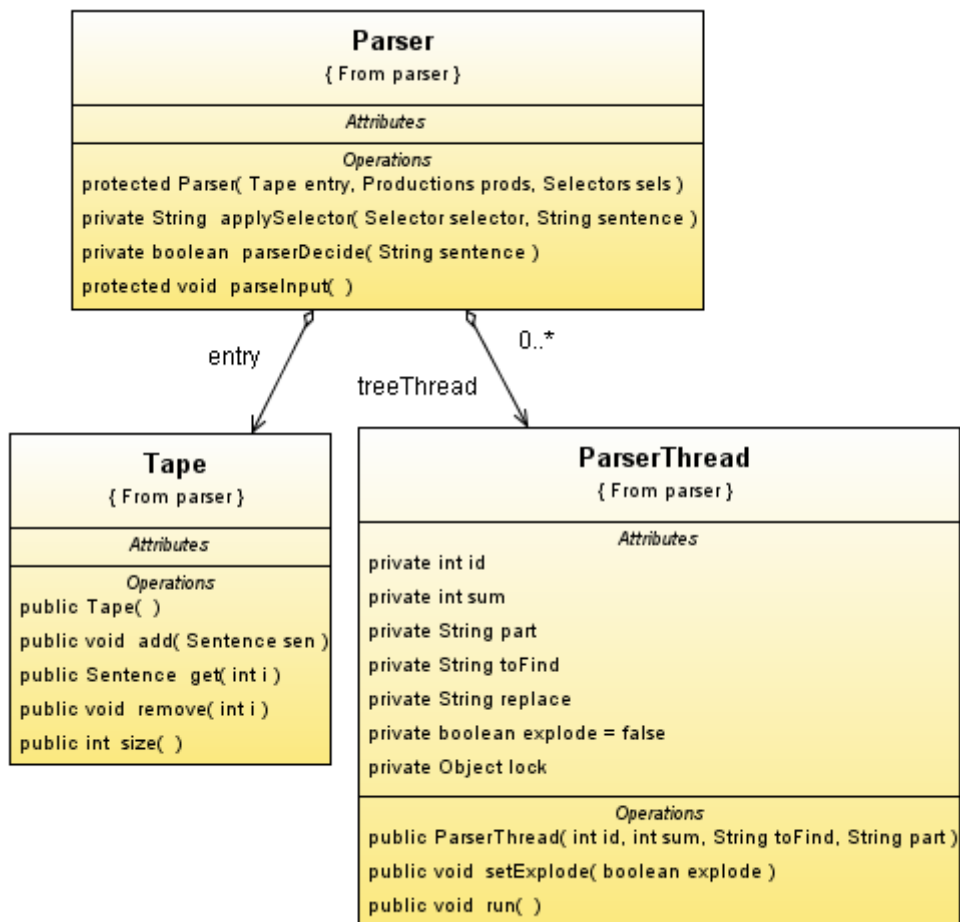 Parser
{ From parser }
Attributes
Operations
protected Parser( Tape entry, Productions prods, Selectors sels )
private String applySelector( Selector selector, String sentence )
private boolean parserDecide( String sentence )
protected void parseInput( )
entry
0..*
treeThread
Tape
{ From parser }
Attributes
Operations
public Tape( )
public void add( Sentence sen )
public Sentence get( int i )
public void remove( int i )
public int size( )
ParserThread
{ From parser }
Attributes
private int id
private int sum
private String part
private String toFind
private String replace
private boolean explode = false
private Object lock
Operations
public ParserThread( int id, int sum, String toFind, String part )
public void setExplode( boolean explode )
public void run( )